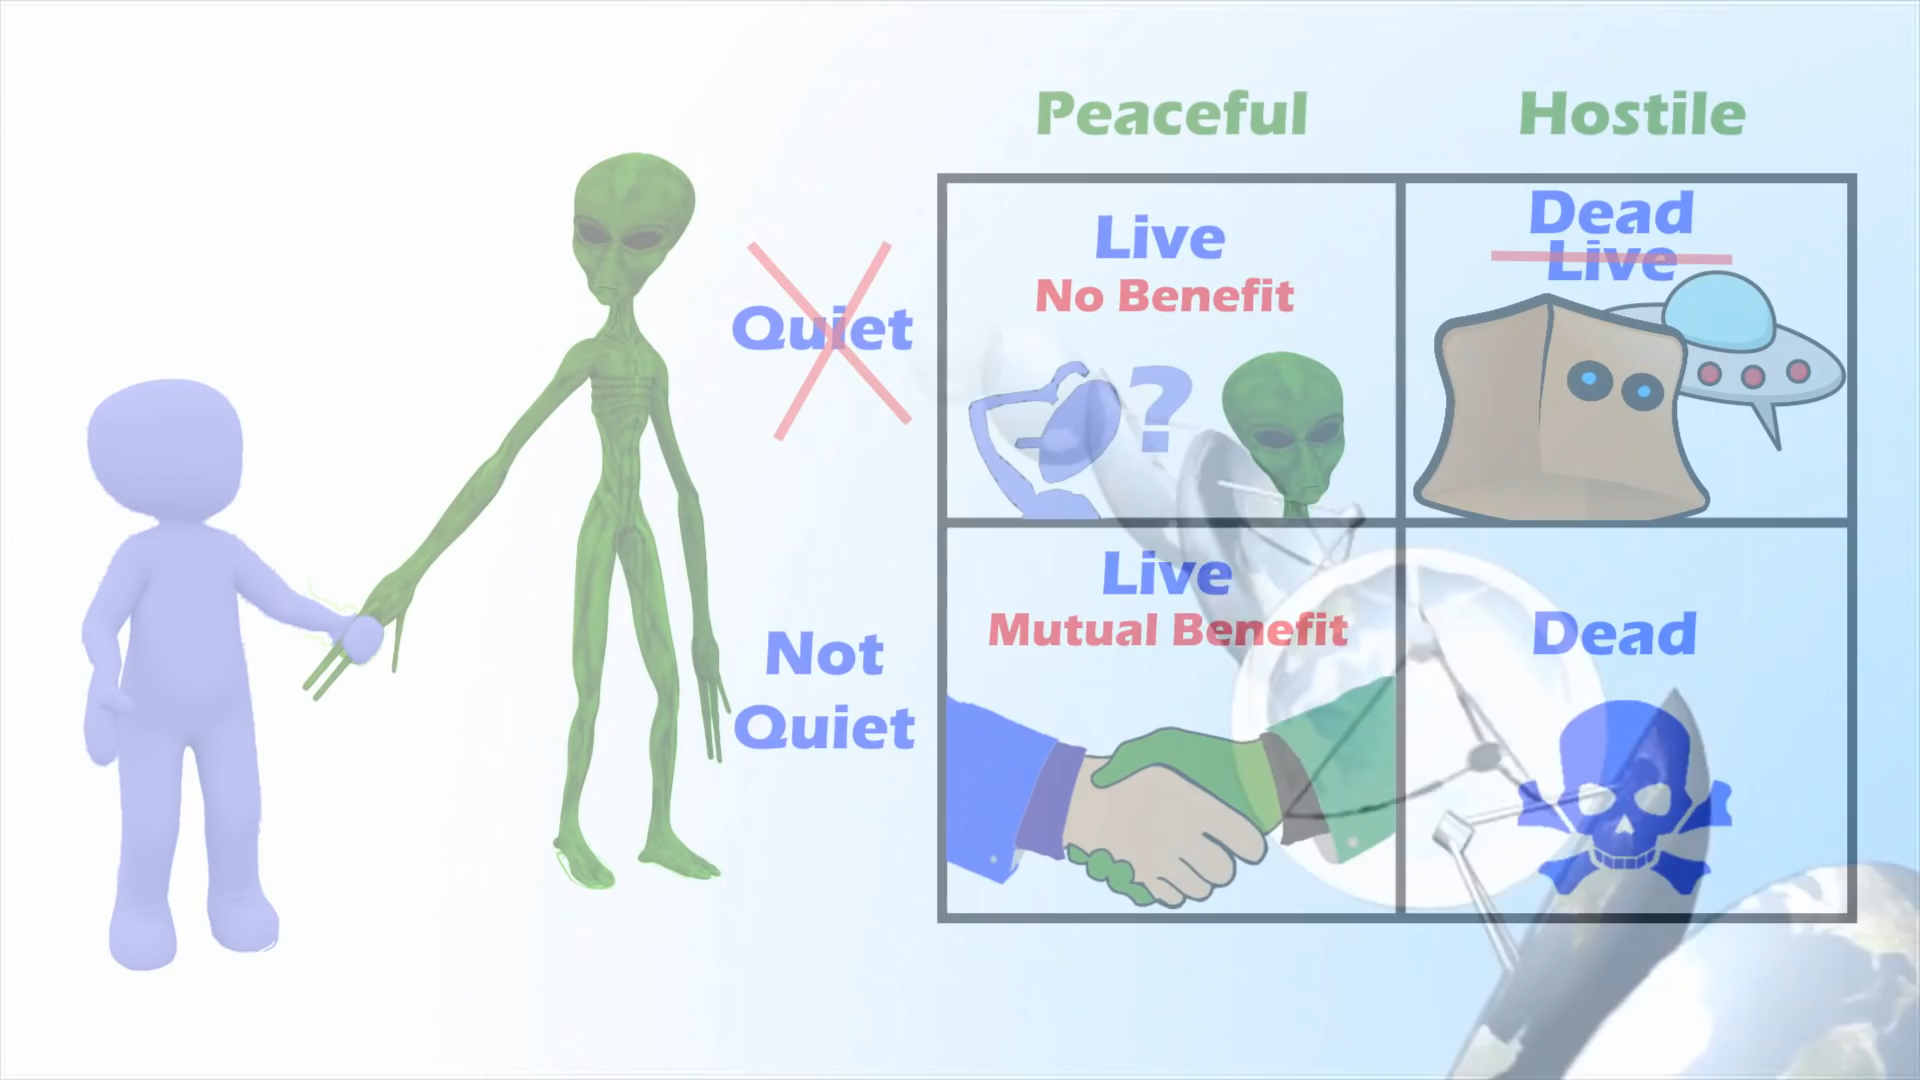 Peaceful
Hostile
Quiet
Live
No Benefit
?
Dead
Live
Not
Quiet
Live
Mutual Benefit
Dead